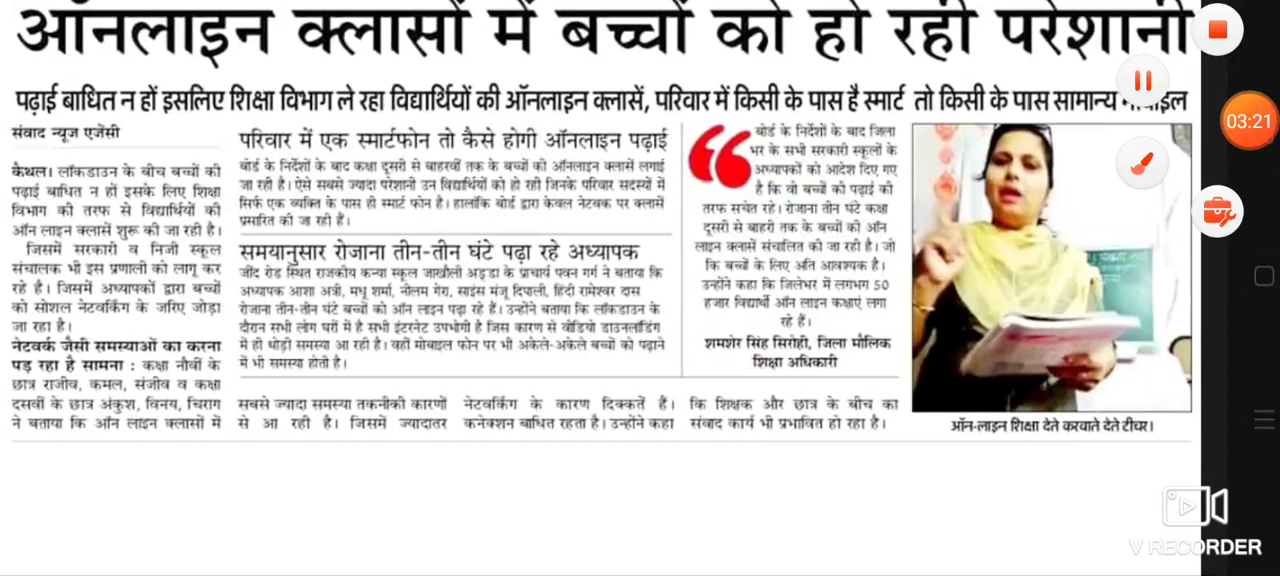 ऑनलाइन क्लासों में बच्चों को हो रही परेशानी
पढ़ाई बाधित न हों इसलिए शिक्षा विभाग ले रहा विद्यार्थियों की ऑनलाइन क्लासें, परिवार में किसी के पास है स्मार्ट तो किसी के पास सामान्य
संवाद न्यूज एजेंसी
कैथल। लॉकडाउन के बीच बच्चों की
पढ़ाई बाधित न हों इसके लिए शिक्षा
विभाग की तरफ से विद्यार्थियों की
ऑन लाइन क्लासें शुरू की जा रही है।
जिसमें सरकारी व निजी स्कूल
संचालक भी इस प्रणाली को लागू कर
रहे है। जिसमें अध्यापकों द्वारा बच्चों
को सोशल नेटवर्किंग के जरिए जोड़ा
जा रहा है।
नेटवर्क जैसी समस्याओं का करना
पड़ रहा है सामना : कक्षा नौवीं के
छात्र राजीव, कमल, संजीव व कक्षा
दसवीं के छात्र अंकुश, विनय, चिराग
ने बताया कि ऑन लाइन क्लासों में
परिवार में एक स्मार्टफोन तो कैसे होगी ऑनलाइन पढ़ाई
बोर्ड के निर्देशों के बाद कक्षा दूसरी से बाहरवीं तक के बच्चों को ऑनलाइन क्लासें लगाई
जा रही है। ऐसे सबसे ज्यादा परेशानी उन विद्यार्थियों को हो रही जिनके परिवार सदस्यों में
सिर्फ एक व्यक्ति के पास ही स्मार्ट फोन है। हालांकि बोर्ड द्वारा केवल नेटवक पर क्लामें
प्रसारित की जा रही हैं।
समयानुसार रोजाना तीन-तीन घंटे पढ़ा रहे अध्यापक
जींद रोड स्थित राजकीय कन्या स्कूल जाखौली अड्डा के प्राचार्य पवन गर्ग ने बताया कि
अध्यापक आशा अत्री, मधू शर्मा, नीलम गेरा, साइंस मंजू दिपाली, हिंदी रामेश्वर दास
रोजाना तीन-तीन घंटे बच्चों को ऑन लाइन पढ़ा रहे हैं। उन्होंने बताया कि लॉकडाउन के
दौरान सभी लोग घरों में है सभी इंटरनेट उपभोगी है जिस कारण से वीडियो डाउनलॉडिंग
में ही थोड़ी समस्या आ रही है। वहीं मोबाइल फोन पर भी अकेले-अकेले बच्चों को पढ़ाने
में भी समस्या होती है।
सबसे ज्यादा समस्या तकनीकी कारणों
से आ रही है। जिसमें ज्यादातर
नेटवर्किंग के कारण दिक्कतें हैं।
कनेक्शन बाधित रहता है। उन्होंने कहा
कि शिक्षक और छात्र के बीच का
संवाद कार्य भी प्रभावित हो रहा है।
बोर्ड के निर्देशों के बाद जिला
भर के सभी सरकारी स्कूलों के
अध्यापकों को आदेश दिए गए
है कि वो बच्चों को पढ़ाई की
तरफ सचेत रहे। रोजाना तीन घंटे कक्षा
दूसरी से बाहरी तक के बच्चों की ऑन
लाइन क्लासें संचालित की जा रही है। जो
कि बच्चों के लिए अति आवश्यक है।
उन्होंने कहा कि जिलेभर में लगभग 50
हजार विद्यार्थी ऑन लाइन कक्षाएं लगा
रहे हैं।
शमशेर सिंह सिरोही, जिला मौलिक
शिक्षा अधिकारी
ऑन-लाइन शिक्षा देते करवाते देते टीचर।
03:21
V RECORDER